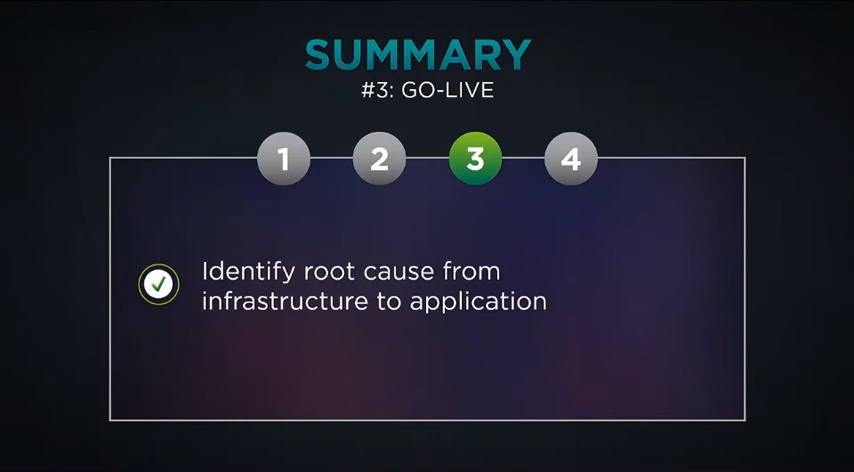 SUMMARY
#3: GO-LIVE
1 2 3 4
Identify root cause from
infrastructure to application